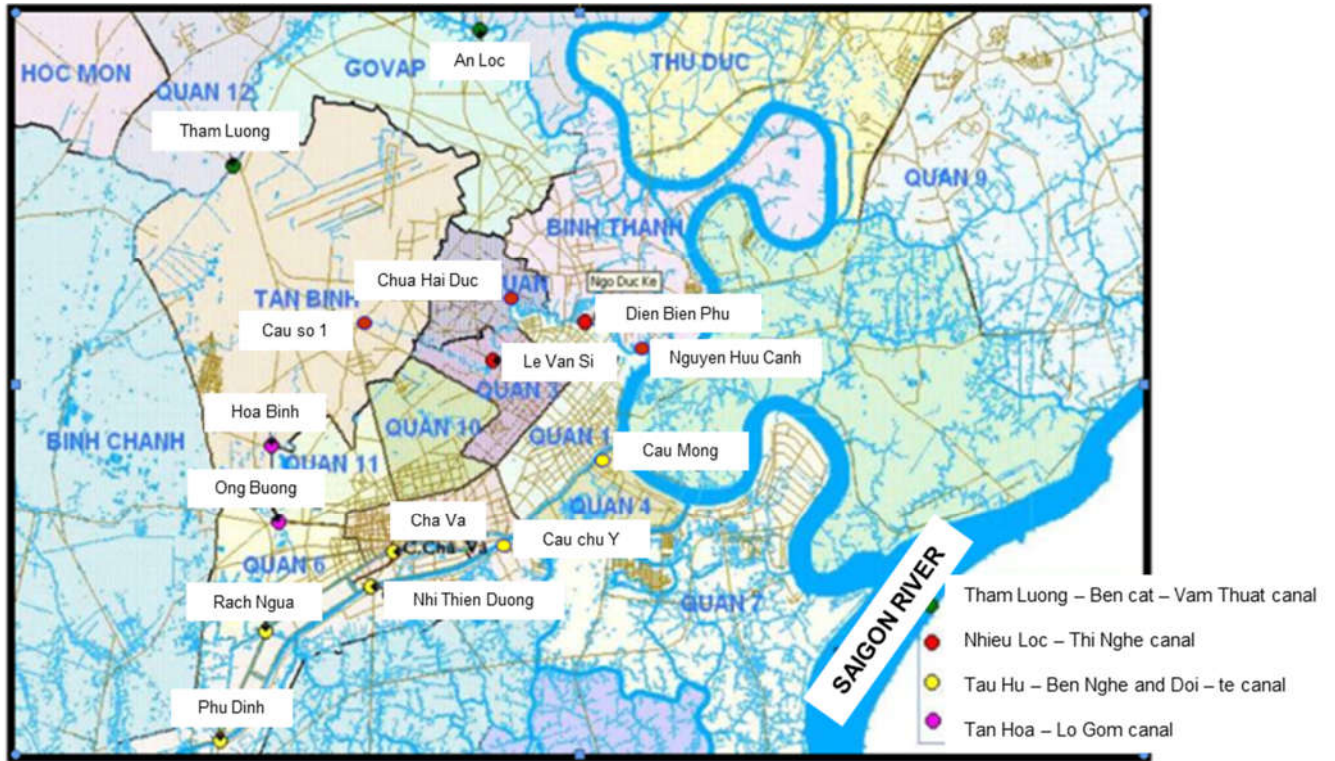 An Loc
HOC MON
QUAN 12
GOVAP
THU DUC
Tham Luong
QUAN 9
BINH THANH
Chua Hai Duc
UAN
Ngo Duc Ke
TAN BINH
Cau so 1
Dien Bien Phu
Le Van Si
Nguyen Huu Canh
QUAN 3
Hoa Binh
BINH CHANH
QUAN 10
QUAN 1
Cau Mong
QUAN 11
Ong Buong
Cha Va
QUAN 4
C.Chà Và
Cau chu Y
QUAN 6
Rach Ngua
Nhi Thien Duong
QUAN 7
Phu Dinh
SAIGON RIVER
Tham Luong – Ben cat – Vam Thuat canal
Nhieu Loc – Thi Nghe canal
Tau Hu – Ben Nghe and Doi – te canal
Tan Hoa – Lo Gom canal